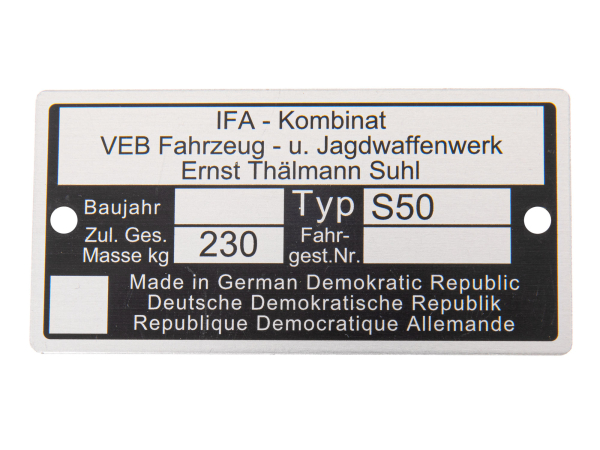 IFA - Kombinat
VEB Fahrzeug - u. Jagdwaffenwerk
Ernst Thälmann Suhl
Baujahr Typ S50
Zul. Ges. Masse kg 230 Fahr-gest.Nr.
Made in German Demokratic Republic
Deutsche Demokratische Republik
Republique Democratique Allemande